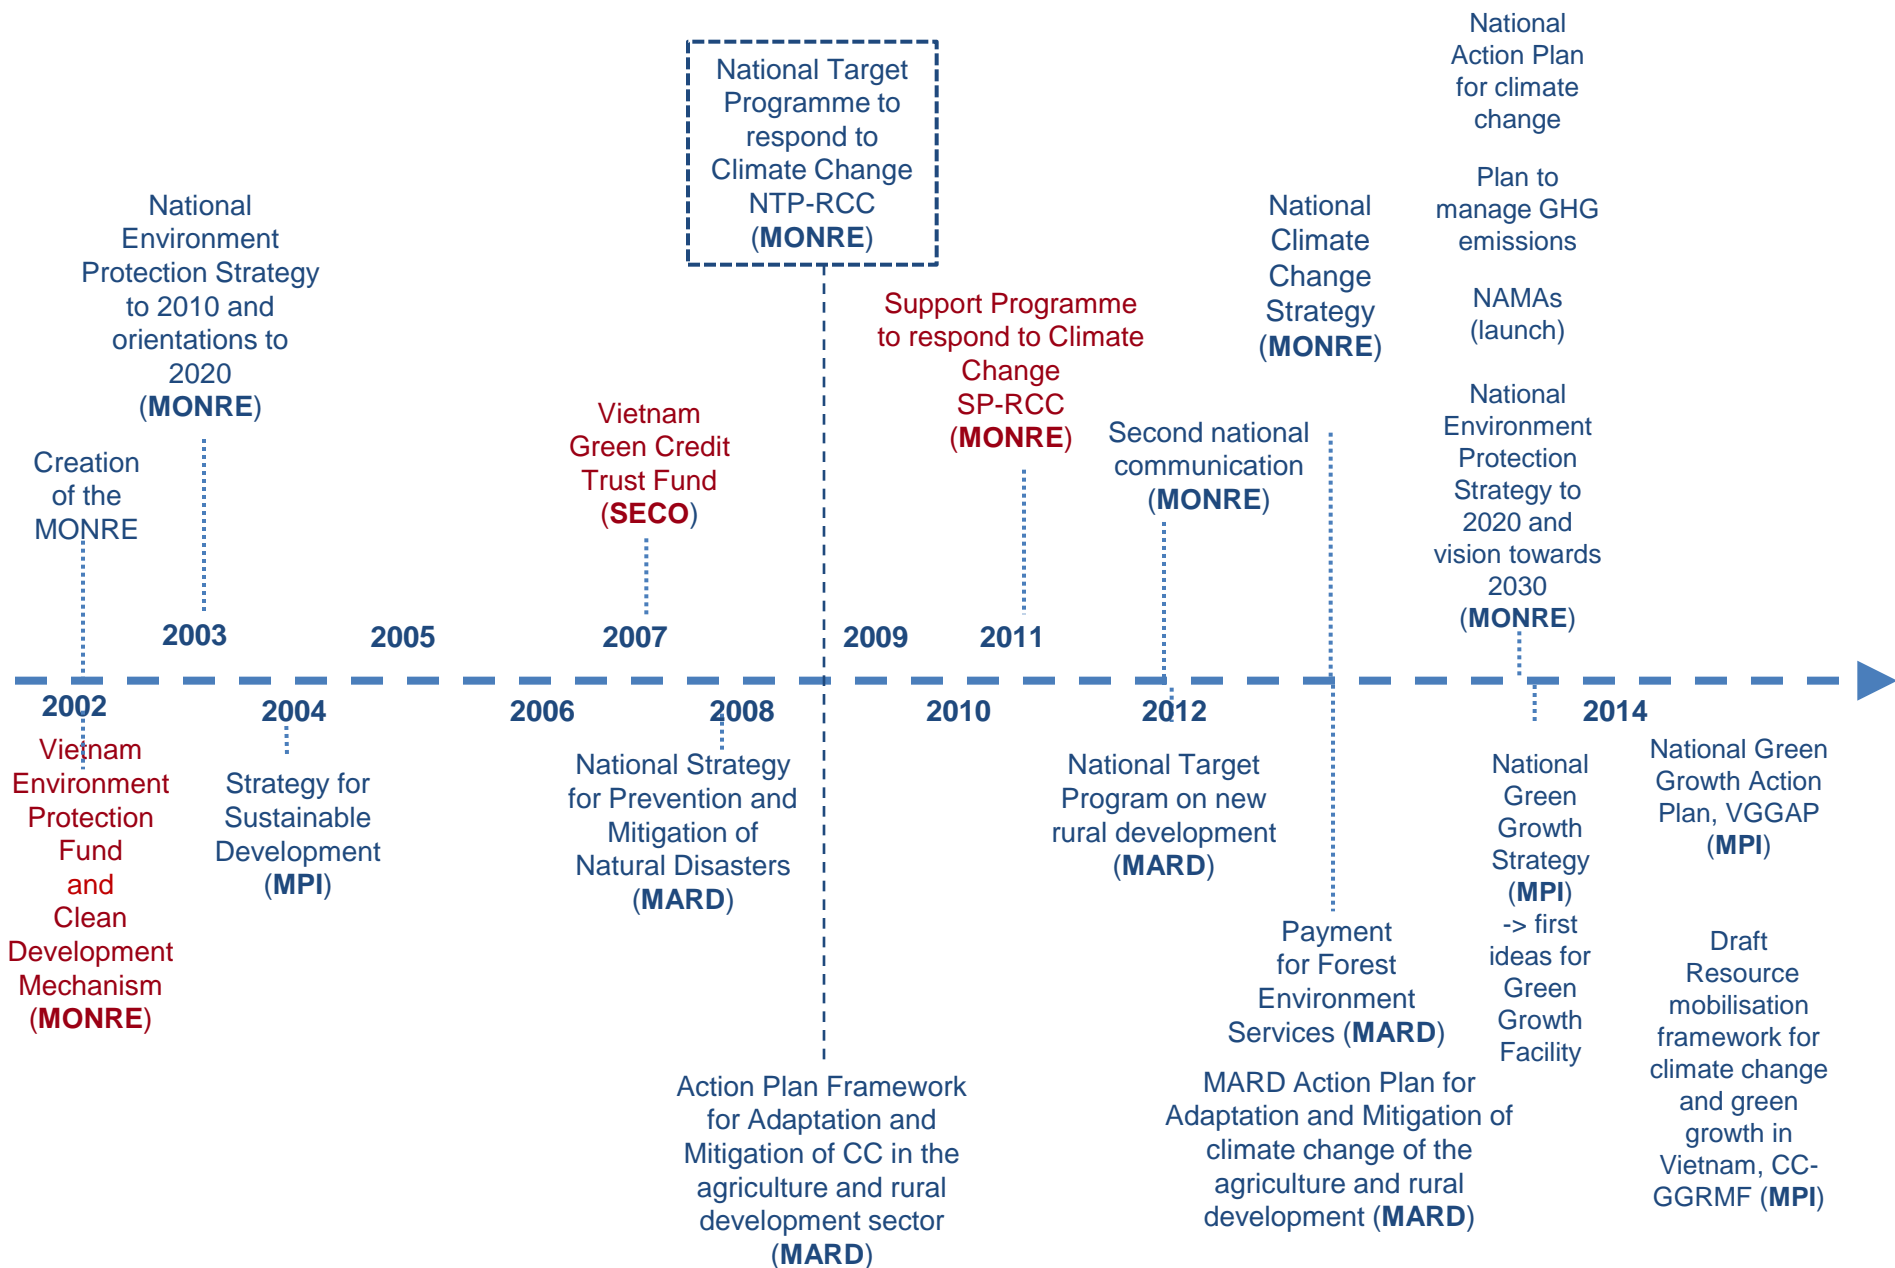 National
Environment
Protection Strategy
to 2010 and
orientations to
2020
(MONRE)
Creation
of the
MONRE
National Target
Programme to
respond to
Climate Change
NTP-RCC
(MONRE)
Vietnam
Green Credit
Trust Fund
(SECO)
Support Programme
to respond to Climate
Change
SP-RCC
(MONRE)
Second national
communication
(MONRE)
National
Climate
Change
Strategy
(MONRE)
National
Action Plan
for climate
change
Plan to
manage GHG
emissions
NAMAs
(launch)
National
Environment
Protection
Strategy to
2020 and
vision towards
2030
(MONRE)
2003
2005
2007
2009
2011
2002
2004
2006
2008
2010
2012
2014
Vietnam
Environment
Protection
Fund
and
Clean
Development
Mechanism
(MONRE)
Strategy for
Sustainable
Development
(MPI)
National Strategy
for Prevention and
Mitigation of
Natural Disasters
(MARD)
Action Plan Framework
for Adaptation and
Mitigation of CC in the
agriculture and rural
development sector
(MARD)
National Target
Program on new
rural development
(MARD)
Payment
for Forest
Environment
Services (MARD)
MARD Action Plan for
Adaptation and Mitigation of
climate change of the
agriculture and rural
development (MARD)
National
Green
Growth
Strategy
(MPI)
-> first
ideas for
Green
Growth
Facility
National Green
Growth Action
Plan, VGGAP
(MPI)
Draft
Resource
mobilisation
framework for
climate change
and green
growth in
Vietnam, CC-
GGRMF (MPI)